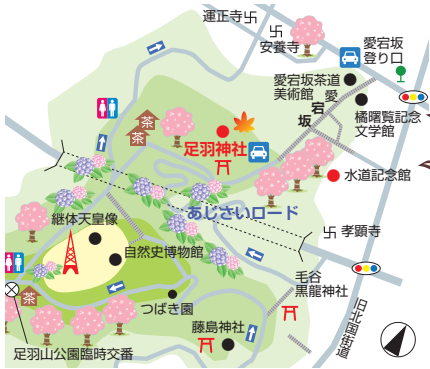 運正寺
安養寺
愛宕坂
登り口
愛宕坂茶道
美術館
愛宕坂
橘曙覧記念
文学館
茶
茶
足羽神社
水道記念館
あじさいロード
継体天皇像
孝顕寺
自然史博物館
毛谷
黒龍神社
茶
つばき園
藤島神社
旧北国街道
足羽山公園臨時交番